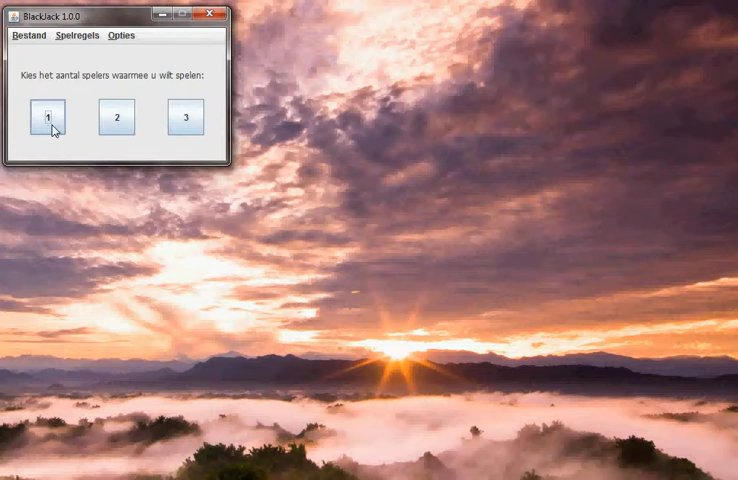 BlackJack 1.0.0
Bestand Spelregels Opties
Kies het aantal spelers waarmee u wilt spelen:
1 2 3